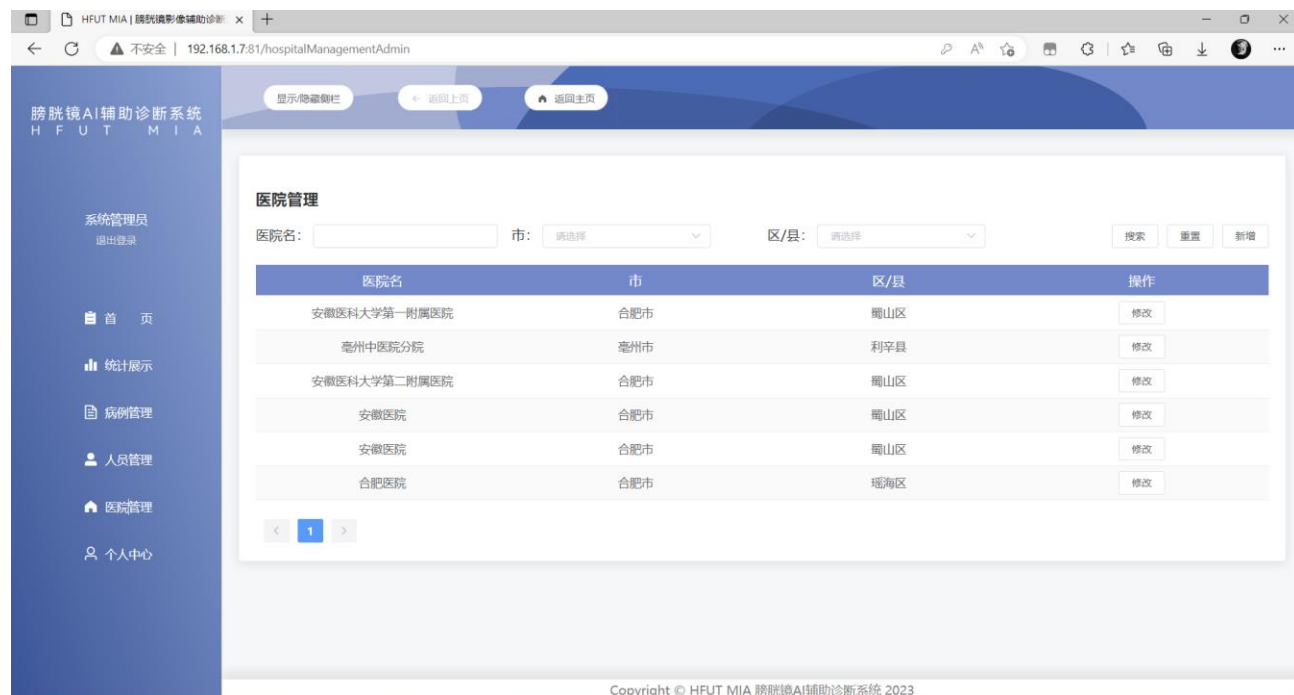 HFUT MIA | 膀胱镜影像辅助诊断
不安全 | 192.168.1.7:81/hospitalManagementAdmin
膀胱镜AI辅助诊断系统
HFUT MIA
显示/隐藏侧栏 返回上页 返回主页
系统管理员
退出登录
首 页
统计展示
病例管理
人员管理
医院管理
个人中心
医院管理
医院名： 市： 请选择 区/县： 请选择 搜索 重置 新增
医院名 市 区/县 操作
安徽医科大学第一附属医院 合肥市 蜀山区 修改
亳州中医院分院 亳州市 利辛县 修改
安徽医科大学第二附属医院 合肥市 蜀山区 修改
安徽医院 合肥市 蜀山区 修改
安徽医院 合肥市 蜀山区 修改
合肥医院 合肥市 瑶海区 修改
1
Copyright © HFUT MIA 膀胱镜AI辅助诊断系统 2023